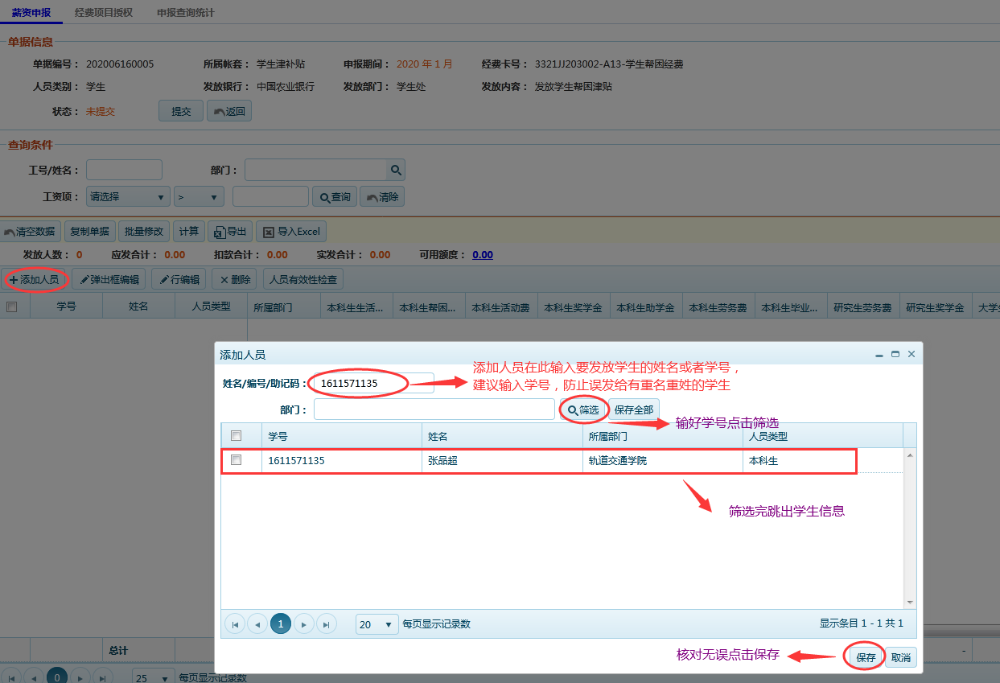 薪资申报 经费项目授权 申报查询统计
单据信息
单据编号： 202006160005 所属帐套： 学生津补贴 申报期间： 2020 年 1 月 经费卡号： 3321JJ203002-A13-学生帮困经费
人员类别： 学生 发放银行： 中国农业银行 发放部门： 学生处 发放内容： 发放学生帮困津贴
状态： 未提交 提交 返回
查询条件
工号/姓名： 部门：
工资项： 请选择 > 查询 清除
清空数据 复制单据 批量修改 计算 导出 导入Excel
发放人数： 0 应发合计： 0.00 扣款合计： 0.00 实发合计： 0.00 可用额度： 0.00
添加人员 弹出框编辑 行编辑 删除 人员有效性检查
学号 姓名 人员类型 所属部门 本科生生活... 本科生帮困... 本科生活动费 本科生奖学金 本科生助学金 本科生劳务费 本科生毕业... 研究生劳务费 研究生奖学金 大学生
添加人员
添加人员在此输入要发放学生的姓名或者学号，
姓名/编号/助记码： 1611571135
建议输入学号，防止误发给有重名重姓的学生
部门： 筛选 保存全部
输好学号点击筛选
学号 姓名 所属部门 人员类型
1611571135 张品超 轨道交通学院 本科生
筛选完跳出学生信息
1 20 每页显示记录数 显示条目 1 - 1 共 1
总计 -
核对无误点击保存 保存 取消
0 25 每页显示记录数